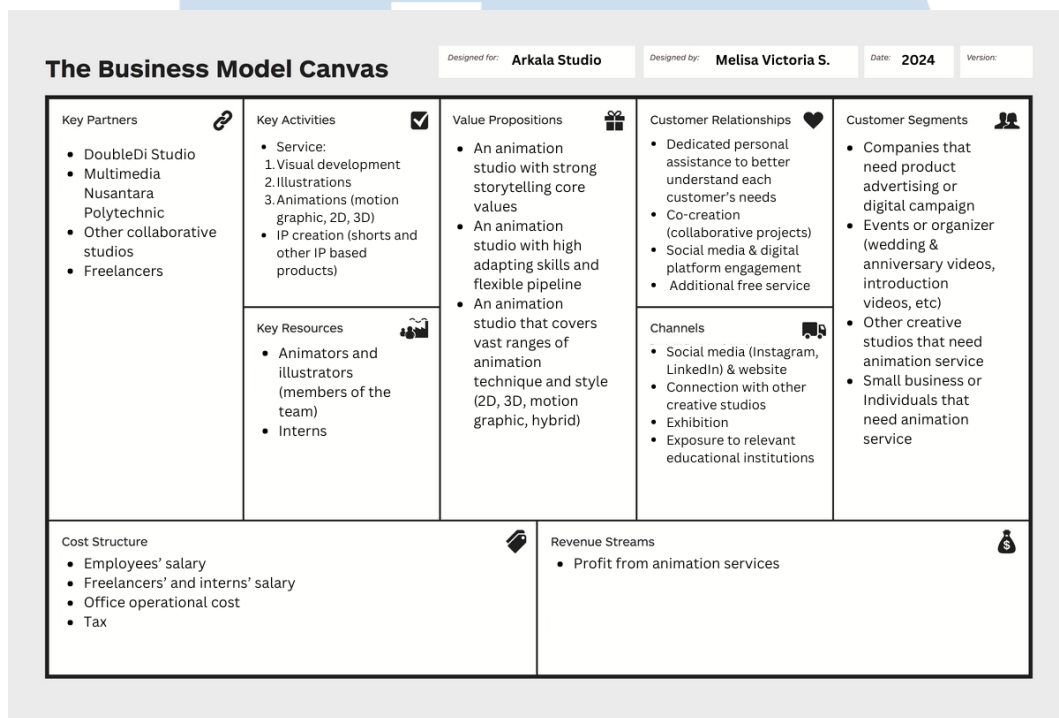 The Business Model Canvas
Designed for: Arkala Studio
Designed by: Melisa Victoria S.
Date: 2024
Version:
Key Partners
• DoubleDi Studio
• Multimedia
Nusantara
Polytechnic
• Other collaborative
studios
• Freelancers
Key Activities
• Service:
1. Visual development
2. Illustrations
3. Animations (motion
graphic, 2D, 3D)
• IP creation (shorts and
other IP based
products)
Key Resources
• Animators and
illustrators
(members of the
team)
• Interns
Value Propositions
• An animation
studio with strong
storytelling core
values
• An animation
studio with high
adapting skills and
flexible pipeline
• An animation
studio that covers
vast ranges of
animation
technique and style
(2D, 3D, motion
graphic, hybrid)
Customer Relationships
• Dedicated personal
assistance to better
understand each
customer's needs
• Co-creation
(collaborative projects)
• Social media & digital
platform engagement
• Additional free service
Channels
• Social media (Instagram,
LinkedIn) & website
• Connection with other
creative studios
• Exhibition
• Exposure to relevant
educational institutions
Customer Segments
• Companies that
need product
advertising or
digital campaign
• Events or organizer
(wedding &
anniversary videos,
introduction
videos, etc)
• Other creative
studios that need
animation service
• Small business or
Individuals that
need animation
service
Cost Structure
• Employees' salary
• Freelancers' and interns' salary
• Office operational cost
• Tax
Revenue Streams
$
• Profit from animation services